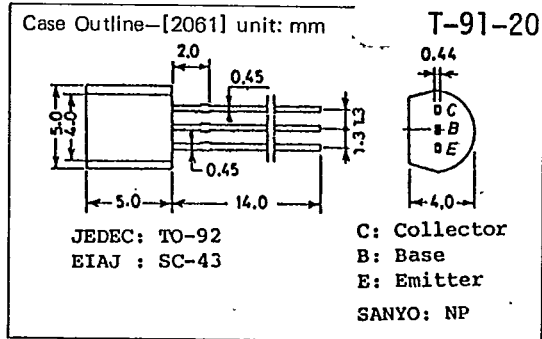 Case Outline–[2061] unit: mm
T-91-20
2.0
0.45
0.44
5.0
4.0
1.3
1.3
C
B
E
0.45
5.0
14.0
4.0
JEDEC: TO-92
EIAJ : SC-43
C: Collector
B: Base
E: Emitter
SANYO: NP